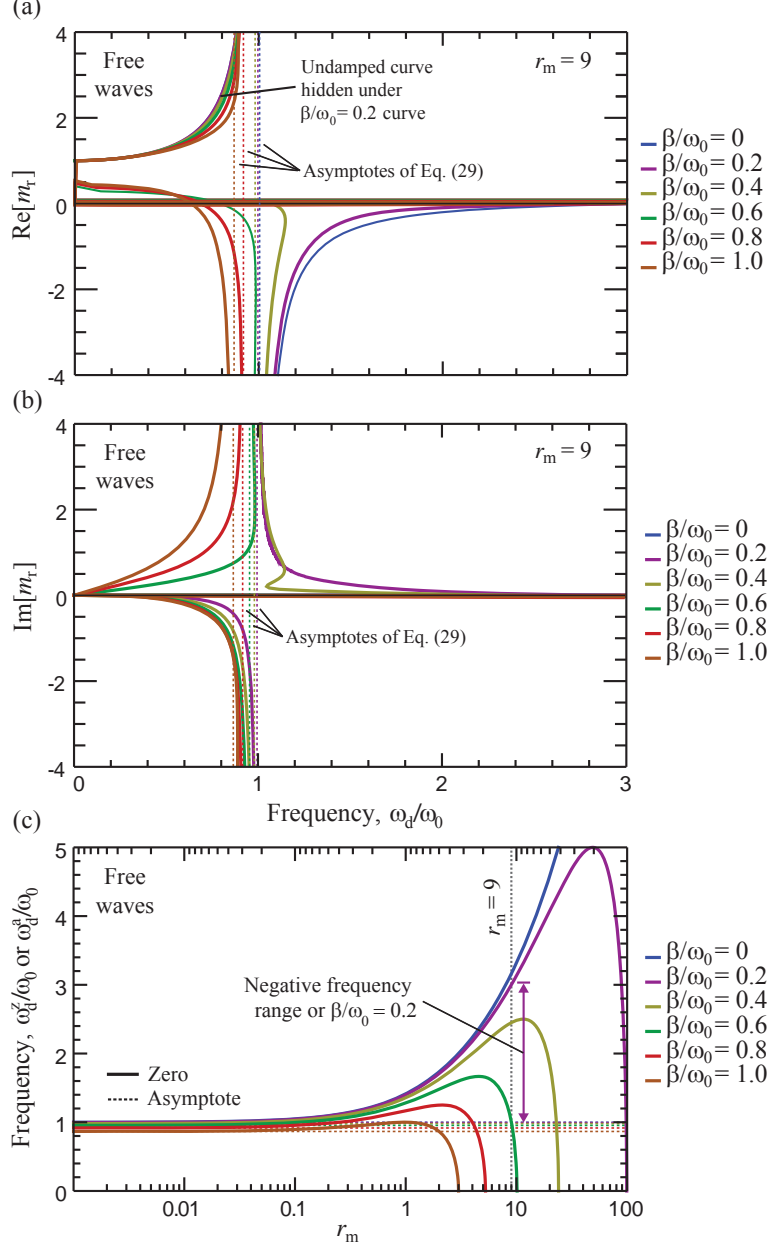 (a)
4
2
0
-2
-4
Re[mᵣ]
Free
waves
Undamped curve
hidden under
β/ω₀ = 0.2 curve
rₘ = 9
Asymptotes of Eq. (29)
β/ω₀ = 0
β/ω₀ = 0.2
β/ω₀ = 0.4
β/ω₀ = 0.6
β/ω₀ = 0.8
β/ω₀ = 1.0
(b)
4
2
0
-2
-4
Im[mᵣ]
Free
waves
rₘ = 9
Asymptotes of Eq. (29)
β/ω₀ = 0
β/ω₀ = 0.2
β/ω₀ = 0.4
β/ω₀ = 0.6
β/ω₀ = 0.8
β/ω₀ = 1.0
0 1 2 3
Frequency, ω_d/ω₀
(c)
5
4
3
2
1
0
Frequency, ω_d^z/ω₀ or ω_d^a/ω₀
Free
waves
rₘ = 9
Negative frequency
range or β/ω₀ = 0.2
Zero
Asymptote
β/ω₀ = 0
β/ω₀ = 0.2
β/ω₀ = 0.4
β/ω₀ = 0.6
β/ω₀ = 0.8
β/ω₀ = 1.0
0.01 0.1 1 10 100
rₘ